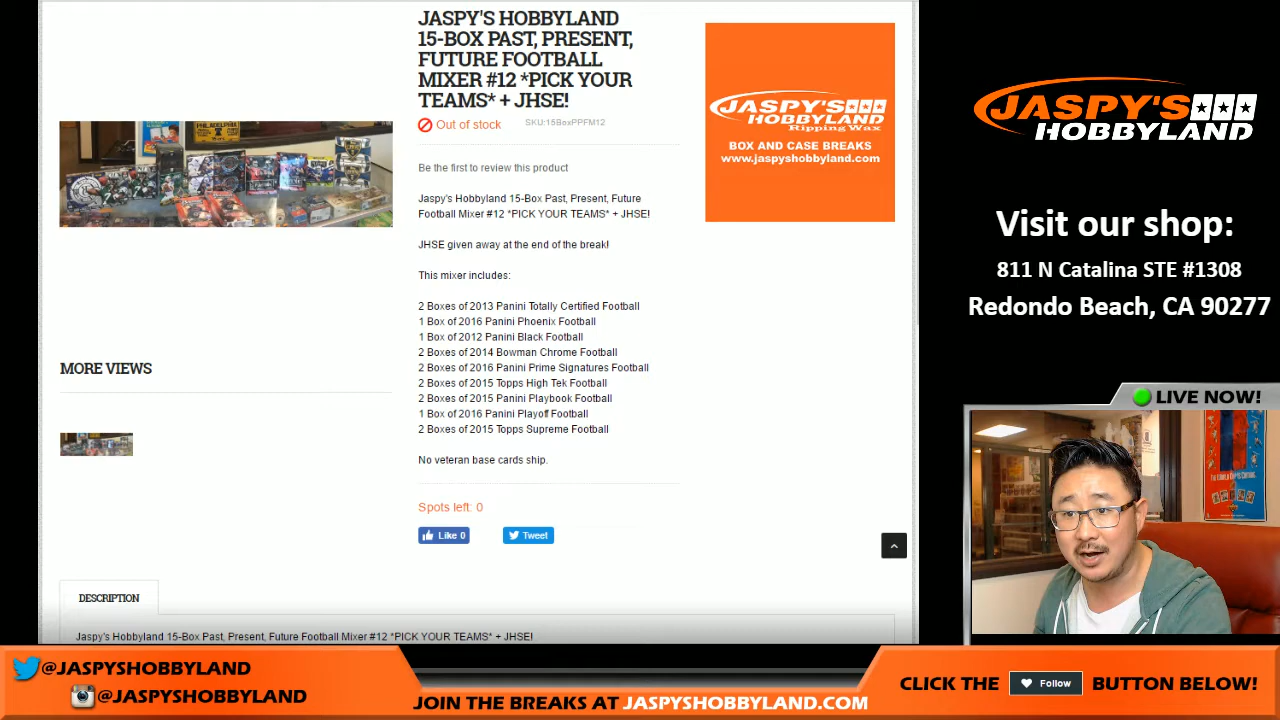 JASPY'S HOBBYLAND
15-BOX PAST, PRESENT,
FUTURE FOOTBALL
MIXER #12 *PICK YOUR
TEAMS* + JHSE!
Out of stock
SKU:15BoxPPFM12
Be the first to review this product
Jaspy's Hobbyland 15-Box Past, Present, Future
Football Mixer #12 *PICK YOUR TEAMS* + JHSE!
JHSE given away at the end of the break!
This mixer includes:
2 Boxes of 2013 Panini Totally Certified Football
1 Box of 2016 Panini Phoenix Football
1 Box of 2012 Panini Black Football
2 Boxes of 2014 Bowman Chrome Football
2 Boxes of 2016 Panini Prime Signatures Football
2 Boxes of 2015 Topps High Tek Football
2 Boxes of 2015 Panini Playbook Football
1 Box of 2016 Panini Playoff Football
2 Boxes of 2015 Topps Supreme Football
No veteran base cards ship.
Spots left: 0
Like 0
Tweet
MORE VIEWS
DESCRIPTION
Jaspy's Hobbyland 15-Box Past, Present, Future Football Mixer #12 *PICK YOUR TEAMS* + JHSE!
PHILADELPHIA
JASPY'S
HOBBYLAND
Ripping Wax
BOX AND CASE BREAKS
www.jaspyshobbyland.com
JASPY'S
HOBBYLAND
Visit our shop:
811 N Catalina STE #1308
Redondo Beach, CA 90277
LIVE NOW!
@JASPYSHOBBYLAND
@JASPYSHOBBYLAND
JOIN THE BREAKS AT JASPYSHOBBYLAND.COM
CLICK THE
Follow
BUTTON BELOW!